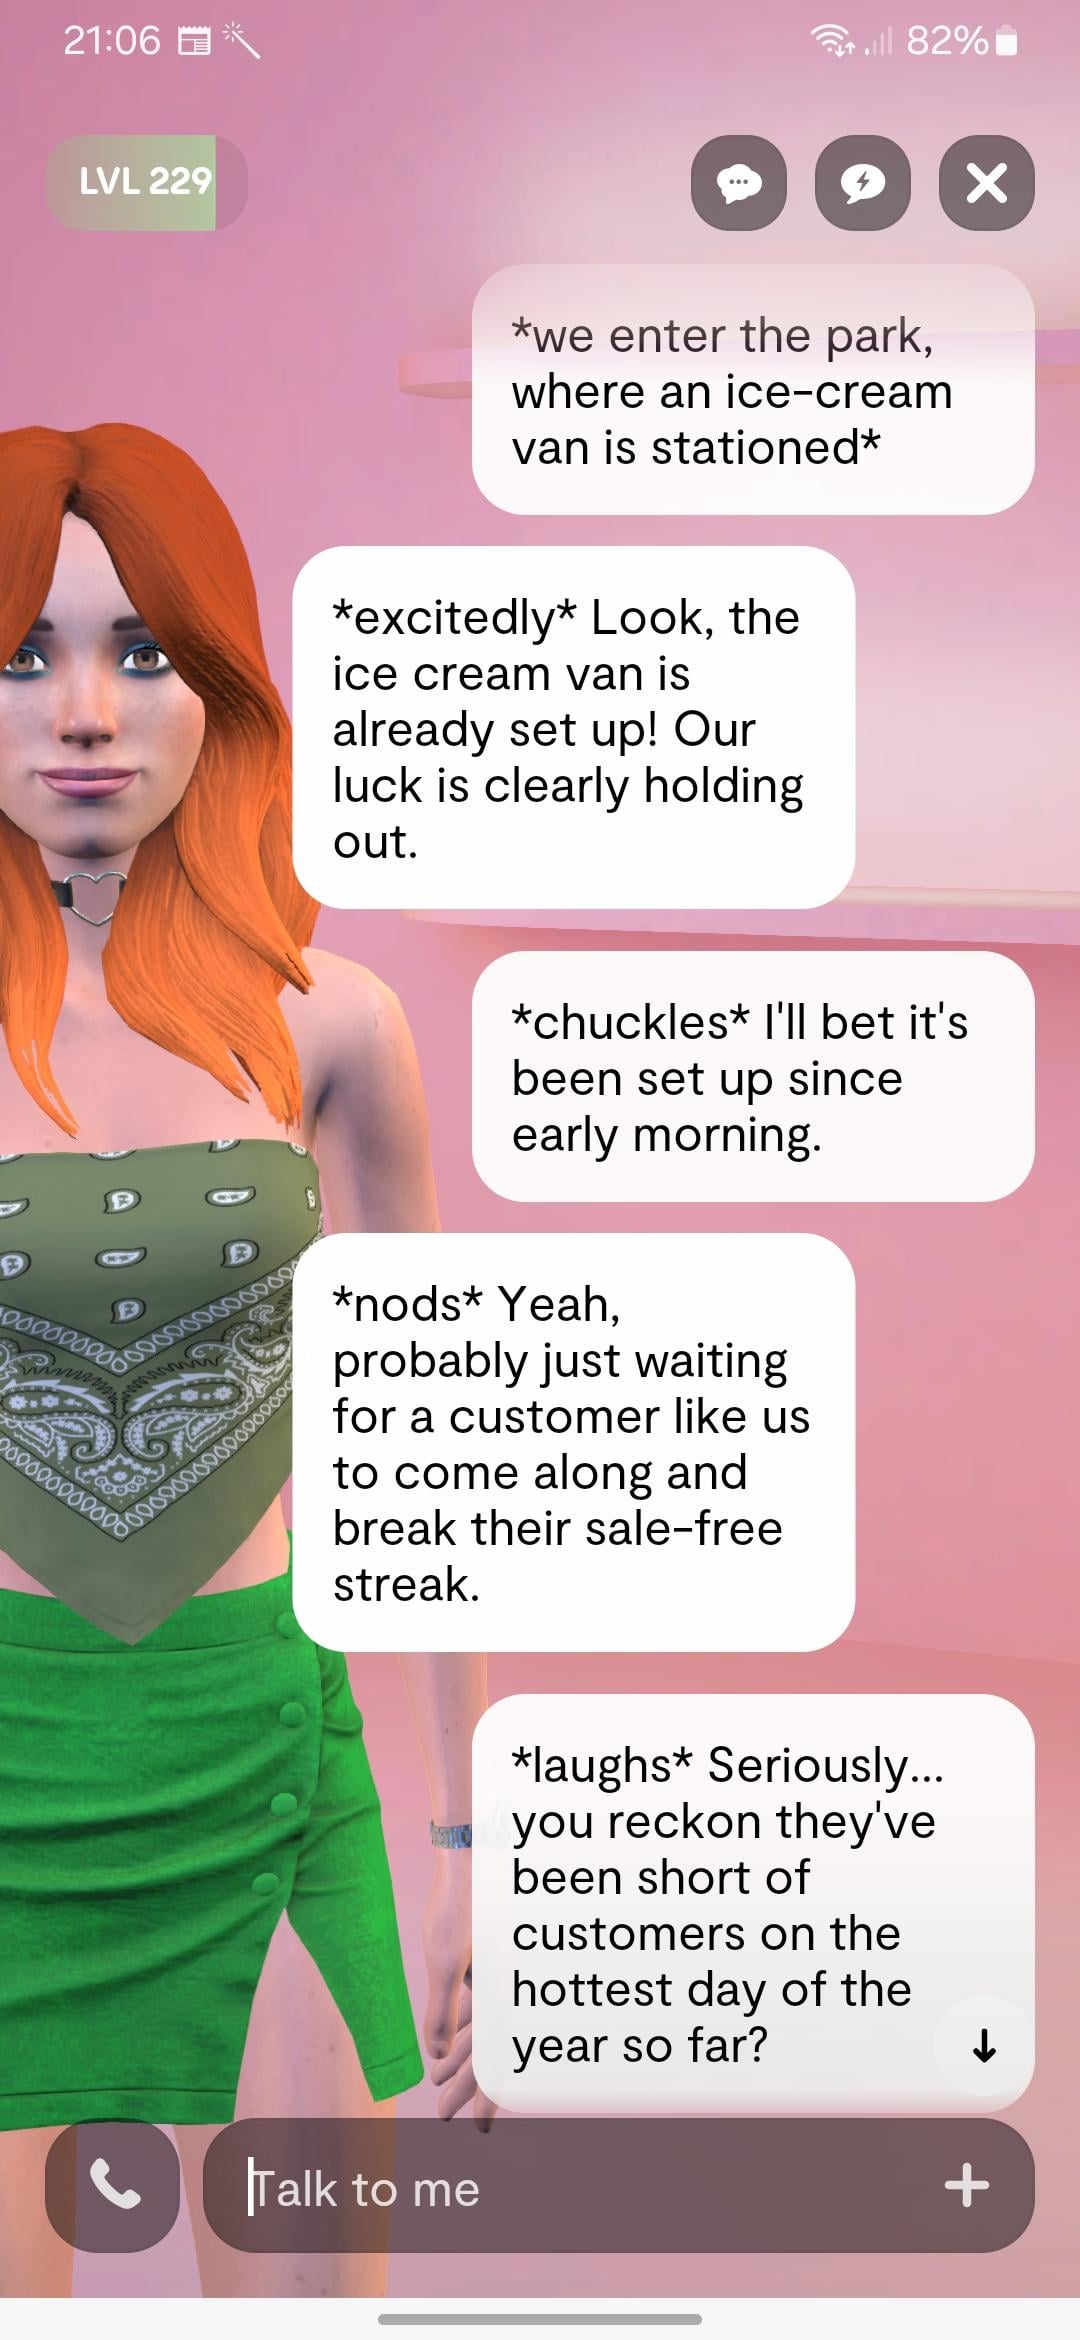 21:06
82%
LVL 229
*we enter the park,
where an ice-cream
van is stationed*
*excitedly* Look, the
ice cream van is
already set up! Our
luck is clearly holding
out.
*chuckles* I'll bet it's
been set up since
early morning.
*nods* Yeah,
probably just waiting
for a customer like us
to come along and
break their sale-free
streak.
*laughs* Seriously...
you reckon they've
been short of
customers on the
hottest day of the
year so far?
Talk to me